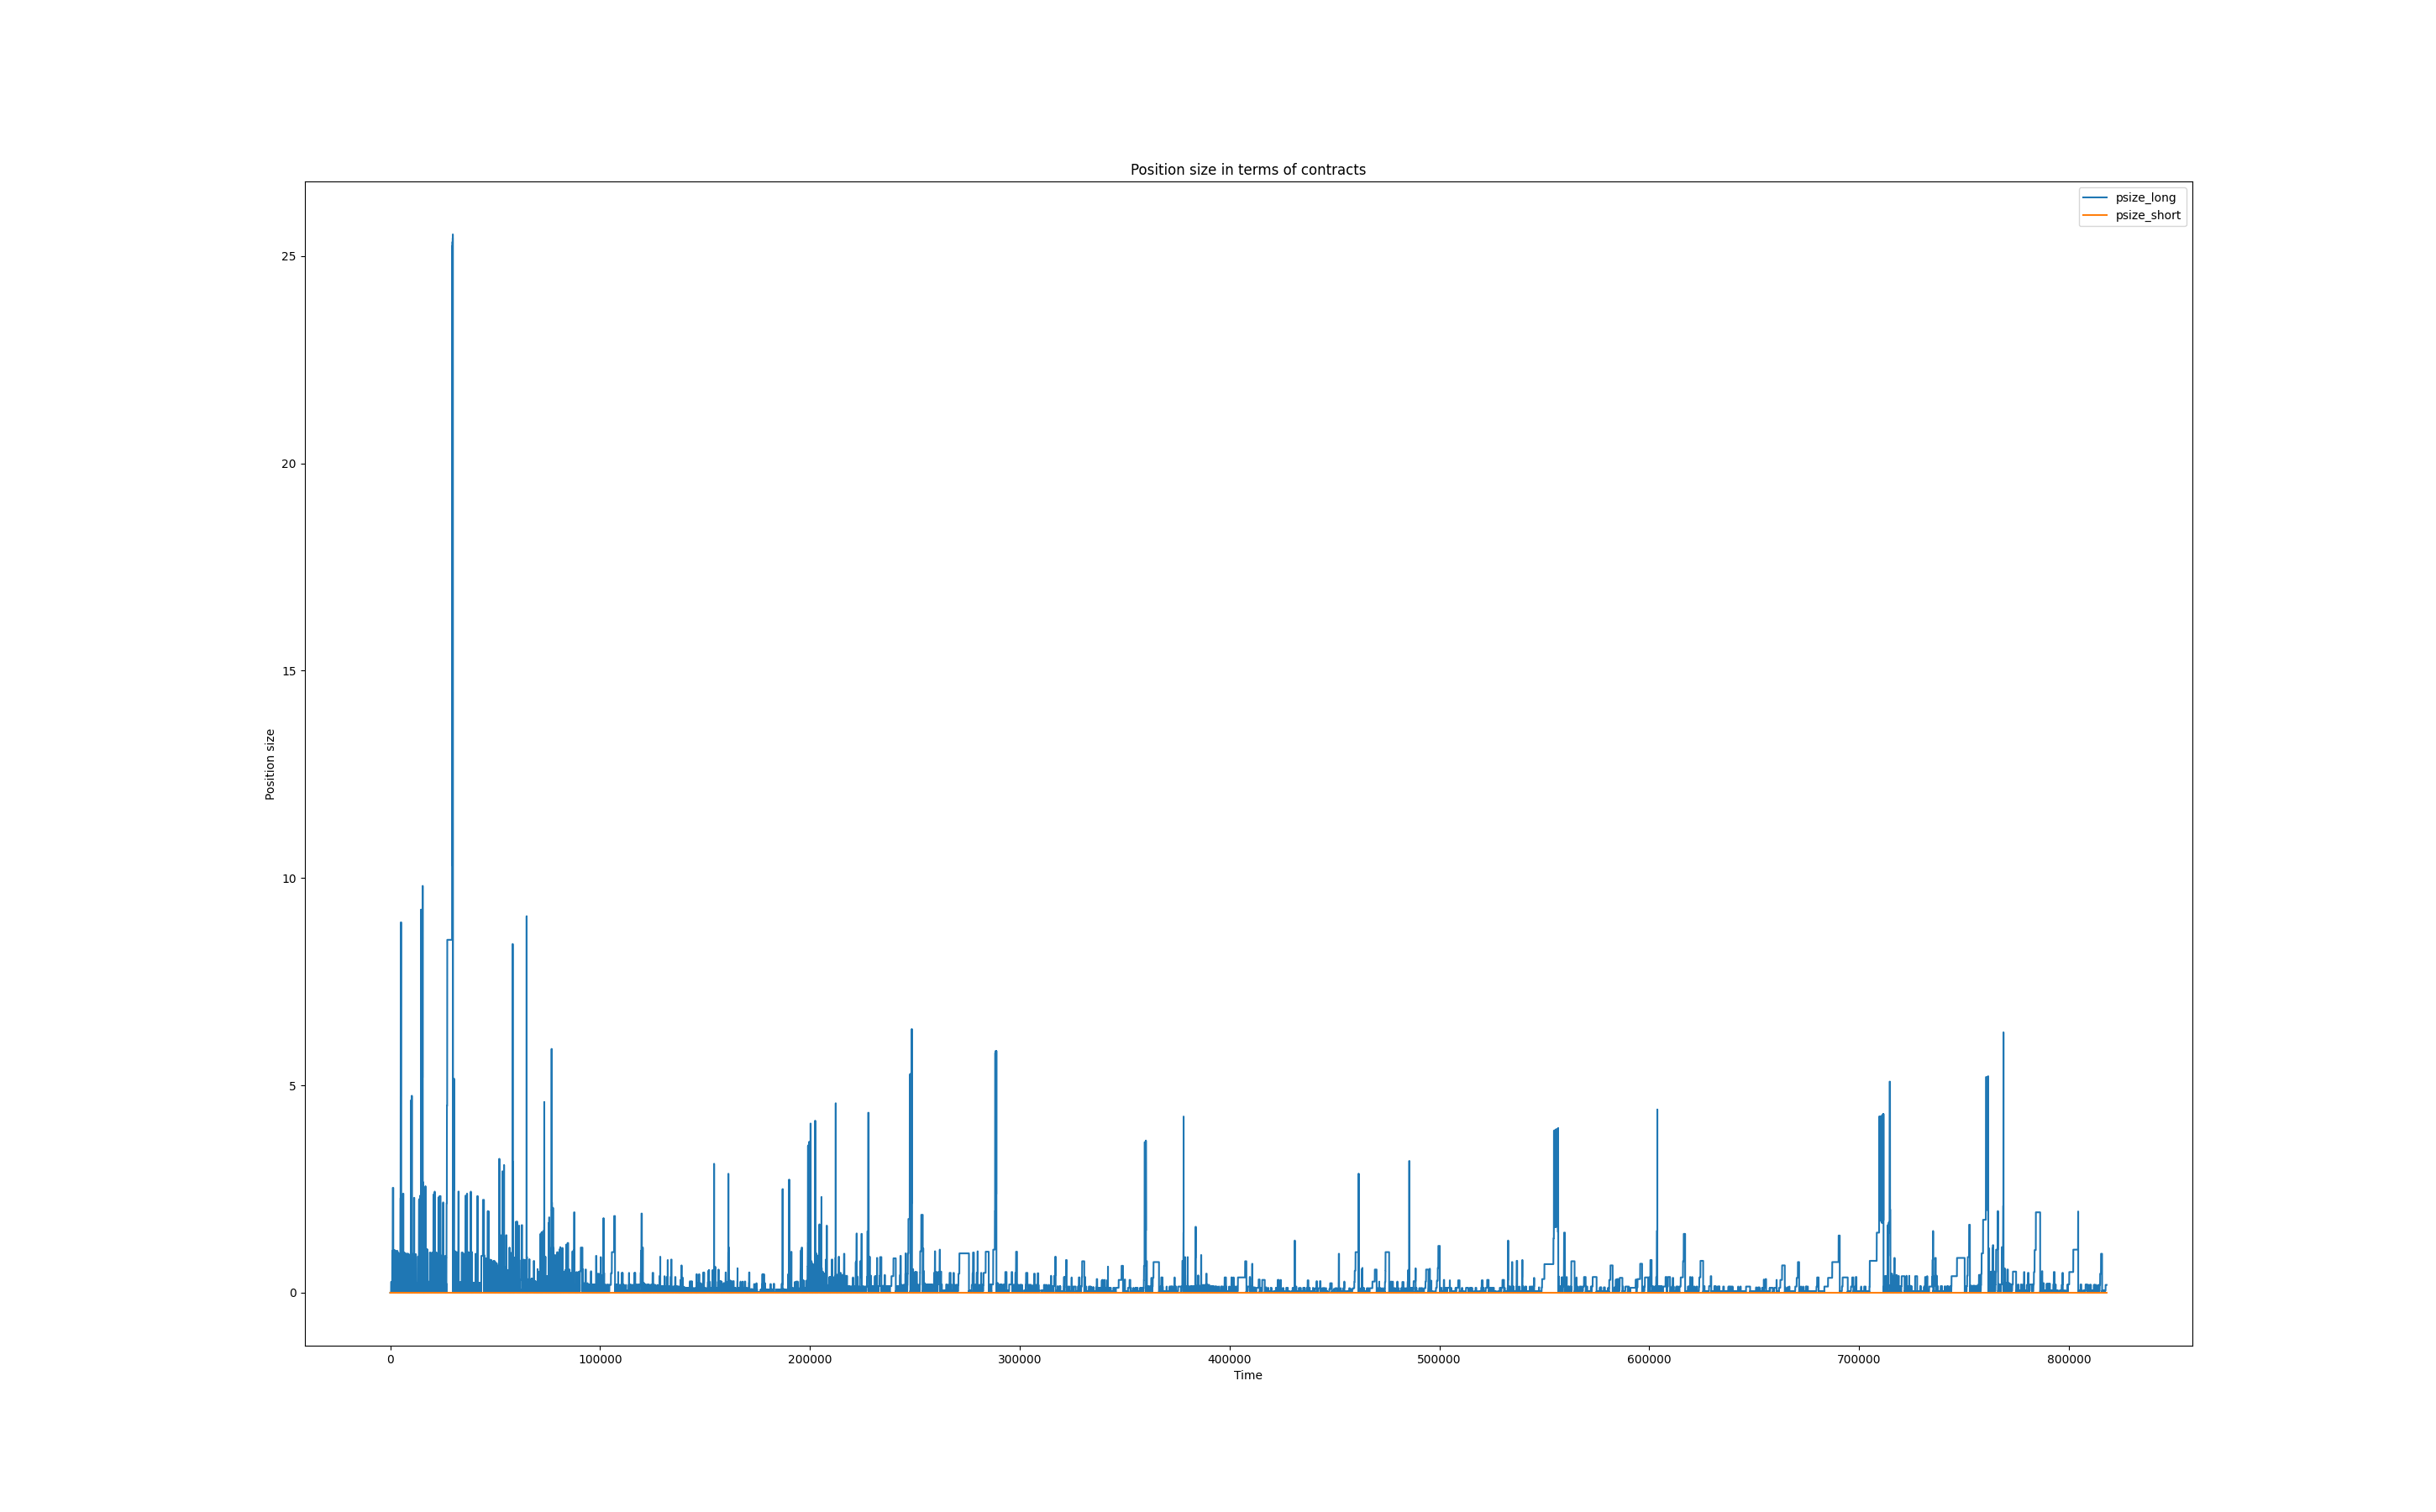 Position size in terms of contracts
psize_long
psize_short
25
20
15
10
5
0
Position size
0 100000 200000 300000 400000 500000 600000 700000 800000
Time